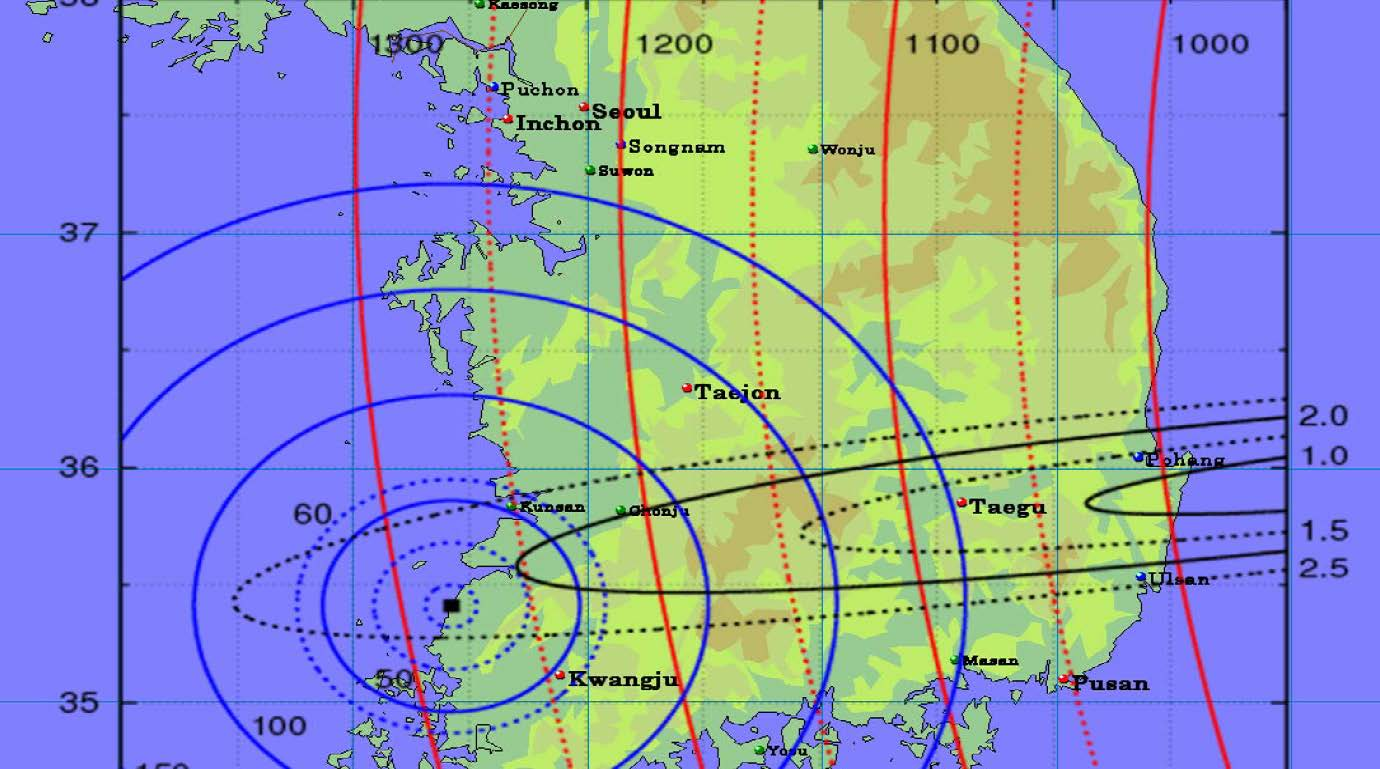 Kaesong
1300
1200
1100
1000
Puchon
Seoul
Inchon
Songnam
Wonju
Suwon
37
Taejon
2.0
Pohang
1.0
36
Kunsan
Chonju
Taegu
60
1.5
2.5
Ulsan
Masan
50
Kwangju
Pusan
35
100
Yosu